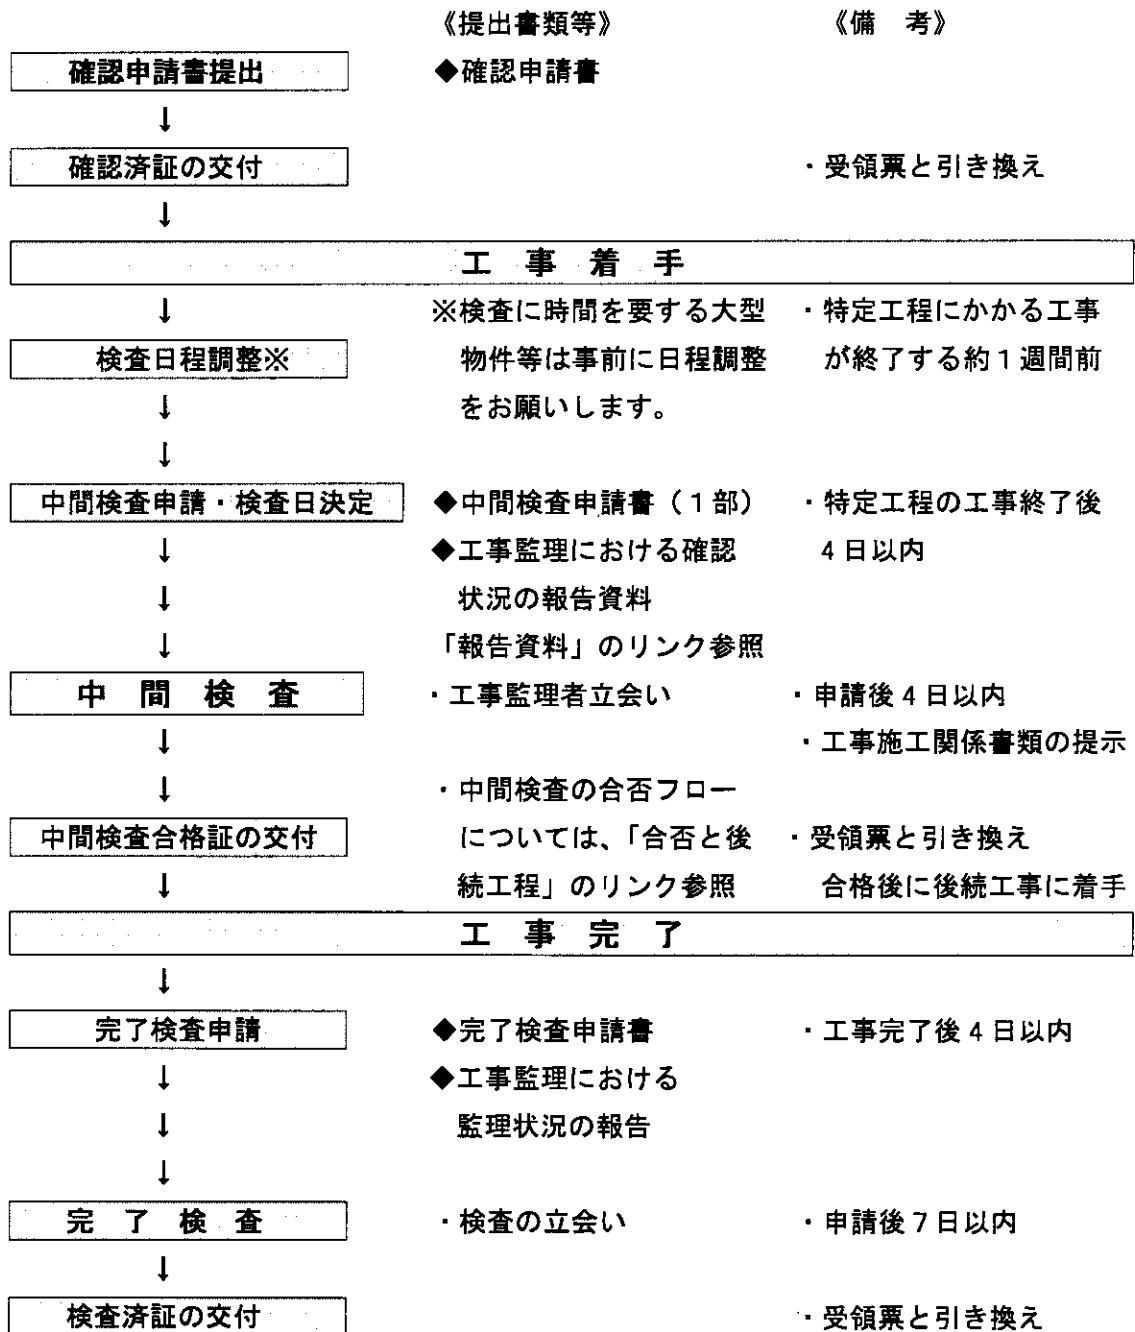 《提出書類等》 《備 考》
確認申請書提出 ◆確認申請書
↓
確認済証の交付 ・受領票と引き換え
↓
工 事 着 手
↓ ※検査に時間を要する大型 ・特定工程にかかる工事
検査日程調整※ 物件等は事前に日程調整 が終了する約1週間前
↓ をお願いします。
↓
中間検査申請・検査日決定 ◆中間検査申請書（1部） ・特定工程の工事終了後
↓ ◆工事監理における確認 4日以内
↓ 状況の報告資料
↓ 「報告資料」のリンク参照
中 間 検 査 ・工事監理者立会い ・申請後4日以内
↓ ・工事施工関係書類の提示
↓ ・中間検査の合否フロー
中間検査合格証の交付 については、「合否と後 ・受領票と引き換え
↓ 続工程」のリンク参照 合格後に後続工事に着手
工 事 完 了
↓
完了検査申請 ◆完了検査申請書 ・工事完了後4日以内
↓ ◆工事監理における
↓ 監理状況の報告
↓
完 了 検 査 ・検査の立会い ・申請後7日以内
↓
検査済証の交付 ・受領票と引き換え